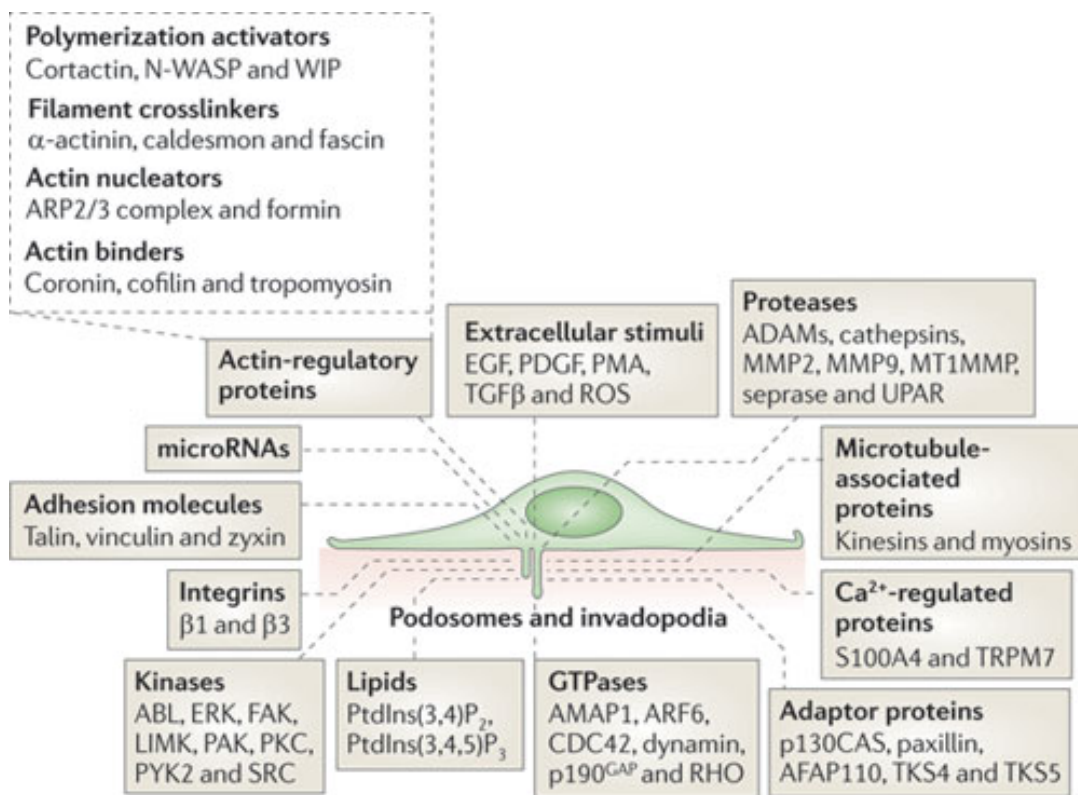 Polymerization activators
Cortactin, N-WASP and WIP
Filament crosslinkers
α-actinin, caldesmon and fascin
Actin nucleators
ARP2/3 complex and formin
Actin binders
Coronin, cofilin and tropomyosin
Actin-regulatory
proteins
Extracellular stimuli
EGF, PDGF, PMA,
TGFβ and ROS
Proteases
ADAMs, cathepsins,
MMP2, MMP9, MT1MMP,
seprase and UPAR
microRNAs
Microtubule-
associated
proteins
Kinesins and myosins
Adhesion molecules
Talin, vinculin and zyxin
Integrins
β1 and β3
Podosomes and invadopodia
Ca²⁺-regulated
proteins
S100A4 and TRPM7
Kinases
ABL, ERK, FAK,
LIMK, PAK, PKC,
PYK2 and SRC
Lipids
PtdIns(3,4)P₂,
PtdIns(3,4,5)P₃
GTPases
AMAP1, ARF6,
CDC42, dynamin,
p190ᴳᴬᴾ and RHO
Adaptor proteins
p130CAS, paxillin,
AFAP110, TKS4 and TKS5